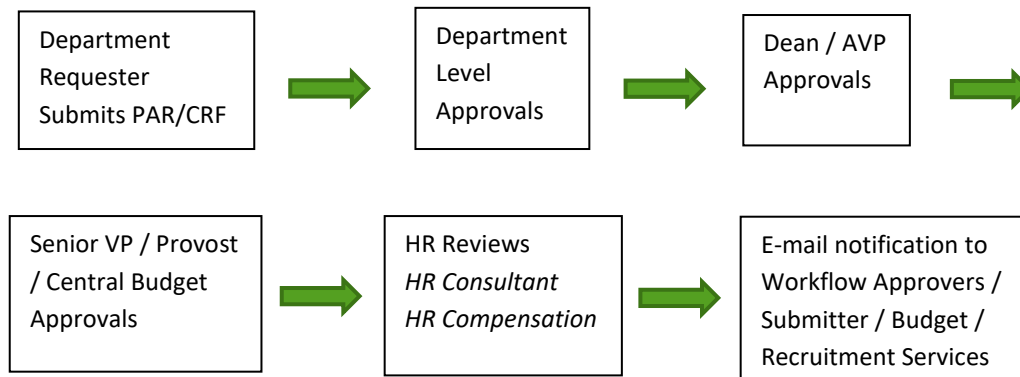 Department
Requester
Submits PAR/CRF
Department
Level
Approvals
Dean / AVP
Approvals
Senior VP / Provost
/ Central Budget
Approvals
HR Reviews
HR Consultant
HR Compensation
E-mail notification to
Workflow Approvers /
Submitter / Budget /
Recruitment Services